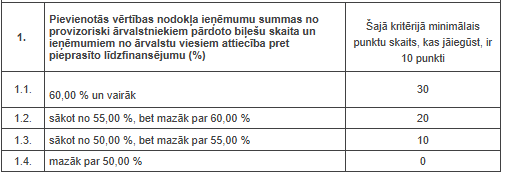 1. Pievienotās vērtības nodokļa ieņēmumu summas no
provizoriski ārvalstniekiem pārdoto biļešu skaita un
ieņēmumiem no ārvalstu viesiem attiecība pret
pieprasīto līdzfinansējumu (%)
Šajā kritērijā minimālais
punktu skaits, kas jāiegūst, ir
10 punkti
1.1. 60,00 % un vairāk 30
1.2. sākot no 55,00 %, bet mazāk par 60,00 % 20
1.3. sākot no 50,00 %, bet mazāk par 55,00 % 10
1.4. mazāk par 50,00 % 0